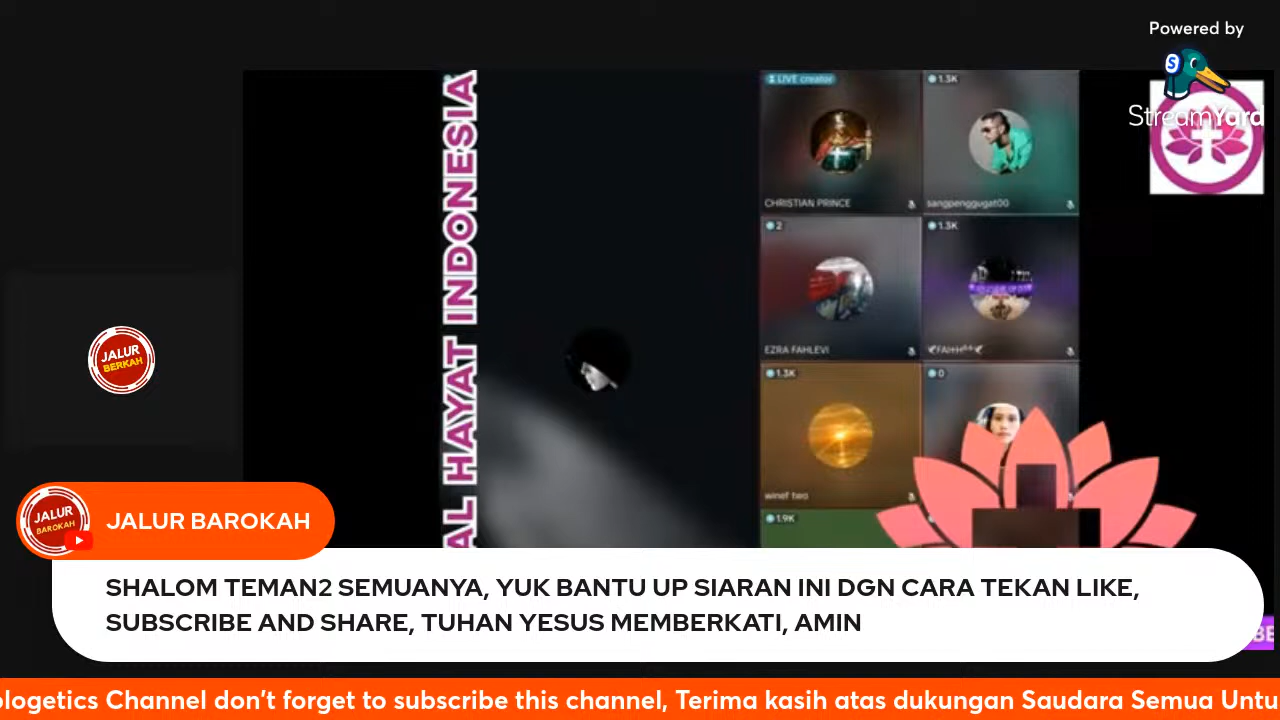 Powered by
StreamYard
LIVE creator
1.3K
CHRISTIAN PRINCE
sangpenggugat00
2
1.3K
EZRA FAHLEVI
1.3K
0
winef two
1.9K
AL HAYAT INDONESIA
JALUR
BERKAH
JALUR
BAROKAH
JALUR BAROKAH
SHALOM TEMAN2 SEMUANYA, YUK BANTU UP SIARAN INI DGN CARA TEKAN LIKE,
SUBSCRIBE AND SHARE, TUHAN YESUS MEMBERKATI, AMIN
BE
ologetics Channel don't forget to subscribe this channel, Terima kasih atas dukungan Saudara Semua Untu